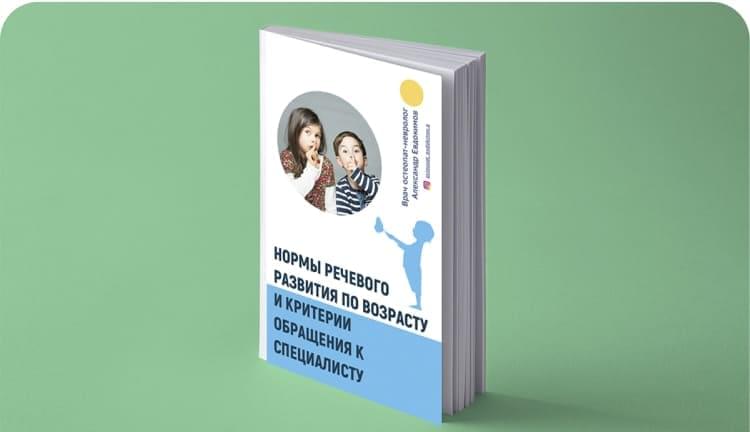 Врач остеопат-невролог
Александр Евдокимов
НОРМЫ РЕЧЕВОГО
РАЗВИТИЯ ПО ВОЗРАСТУ
И КРИТЕРИИ
ОБРАЩЕНИЯ К
СПЕЦИАЛИСТУ